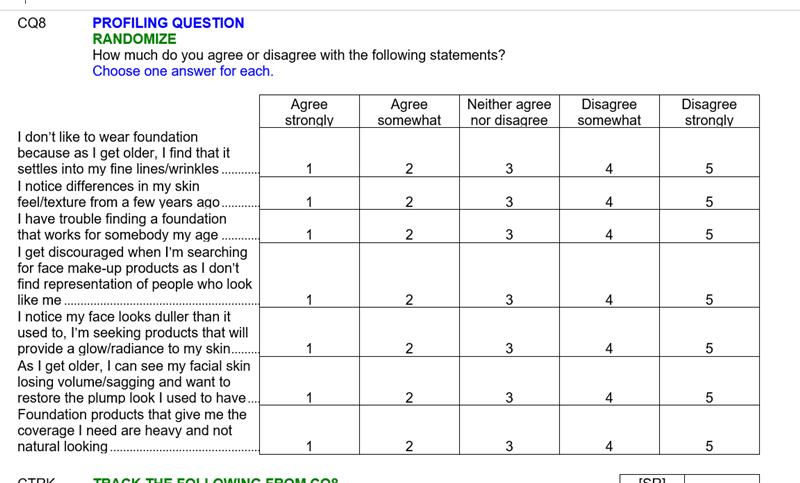 CQ8 PROFILING QUESTION
RANDOMIZE
How much do you agree or disagree with the following statements?
Choose one answer for each.
Agree strongly Agree somewhat Neither agree nor disagree Disagree somewhat Disagree strongly
I don't like to wear foundation
because as I get older, I find that it
settles into my fine lines/wrinkles ........... 1 2 3 4 5
I notice differences in my skin
feel/texture from a few years ago........... 1 2 3 4 5
I have trouble finding a foundation
that works for somebody my age ........... 1 2 3 4 5
I get discouraged when I'm searching
for face make-up products as I don't
find representation of people who look
like me ........................................................ 1 2 3 4 5
I notice my face looks duller than it
used to, I'm seeking products that will
provide a glow/radiance to my skin......... 1 2 3 4 5
As I get older, I can see my facial skin
losing volume/sagging and want to
restore the plump look I used to have.... 1 2 3 4 5
Foundation products that give me the
coverage I need are heavy and not
natural looking .......................................... 1 2 3 4 5
CTRK TRACK THE FOLLOWING FROM CQ8 [SP]